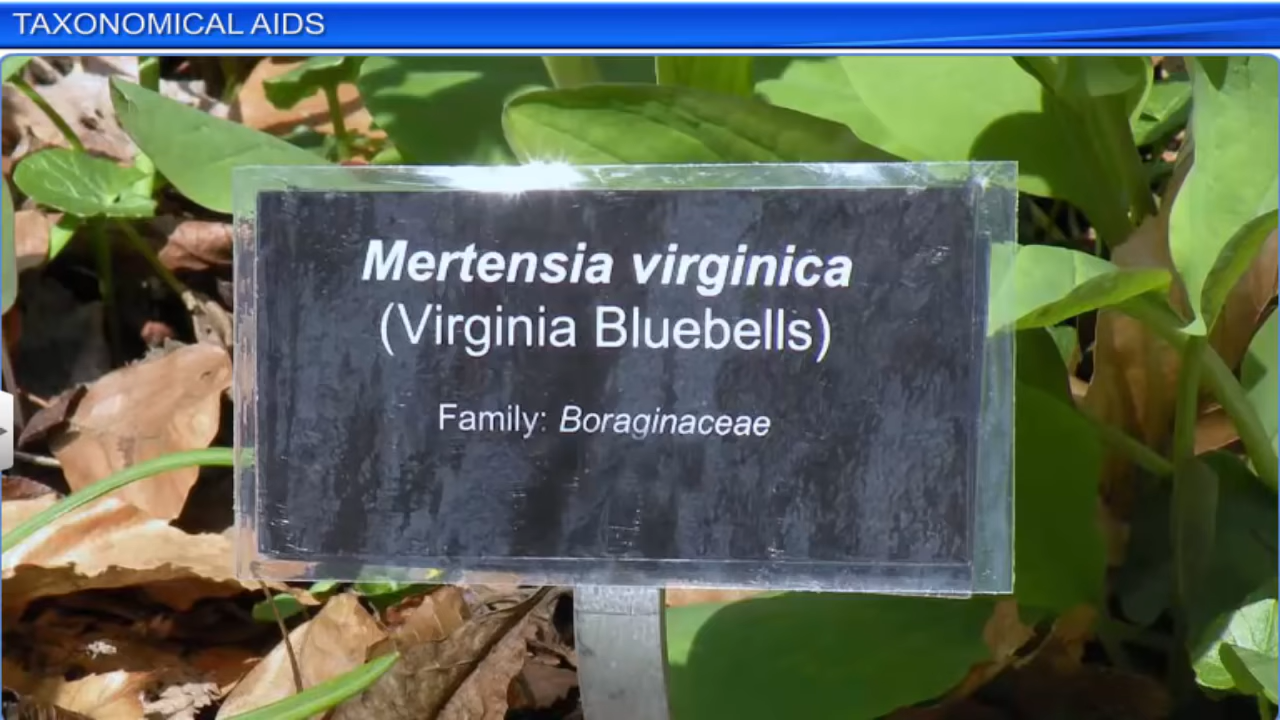 TAXONOMICAL AIDS
Mertensia virginica
(Virginia Bluebells)
Family: Boraginaceae